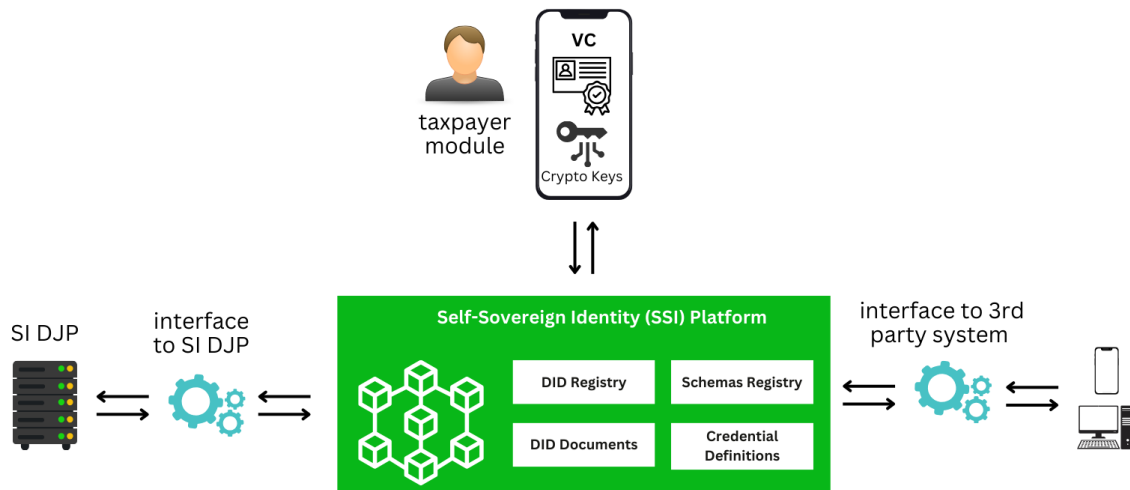 VC
Crypto Keys
taxpayer
module
SI DJP
interface
to SI DJP
Self-Sovereign Identity (SSI) Platform
DID Registry
Schemas Registry
DID Documents
Credential
Definitions
interface to 3rd
party system